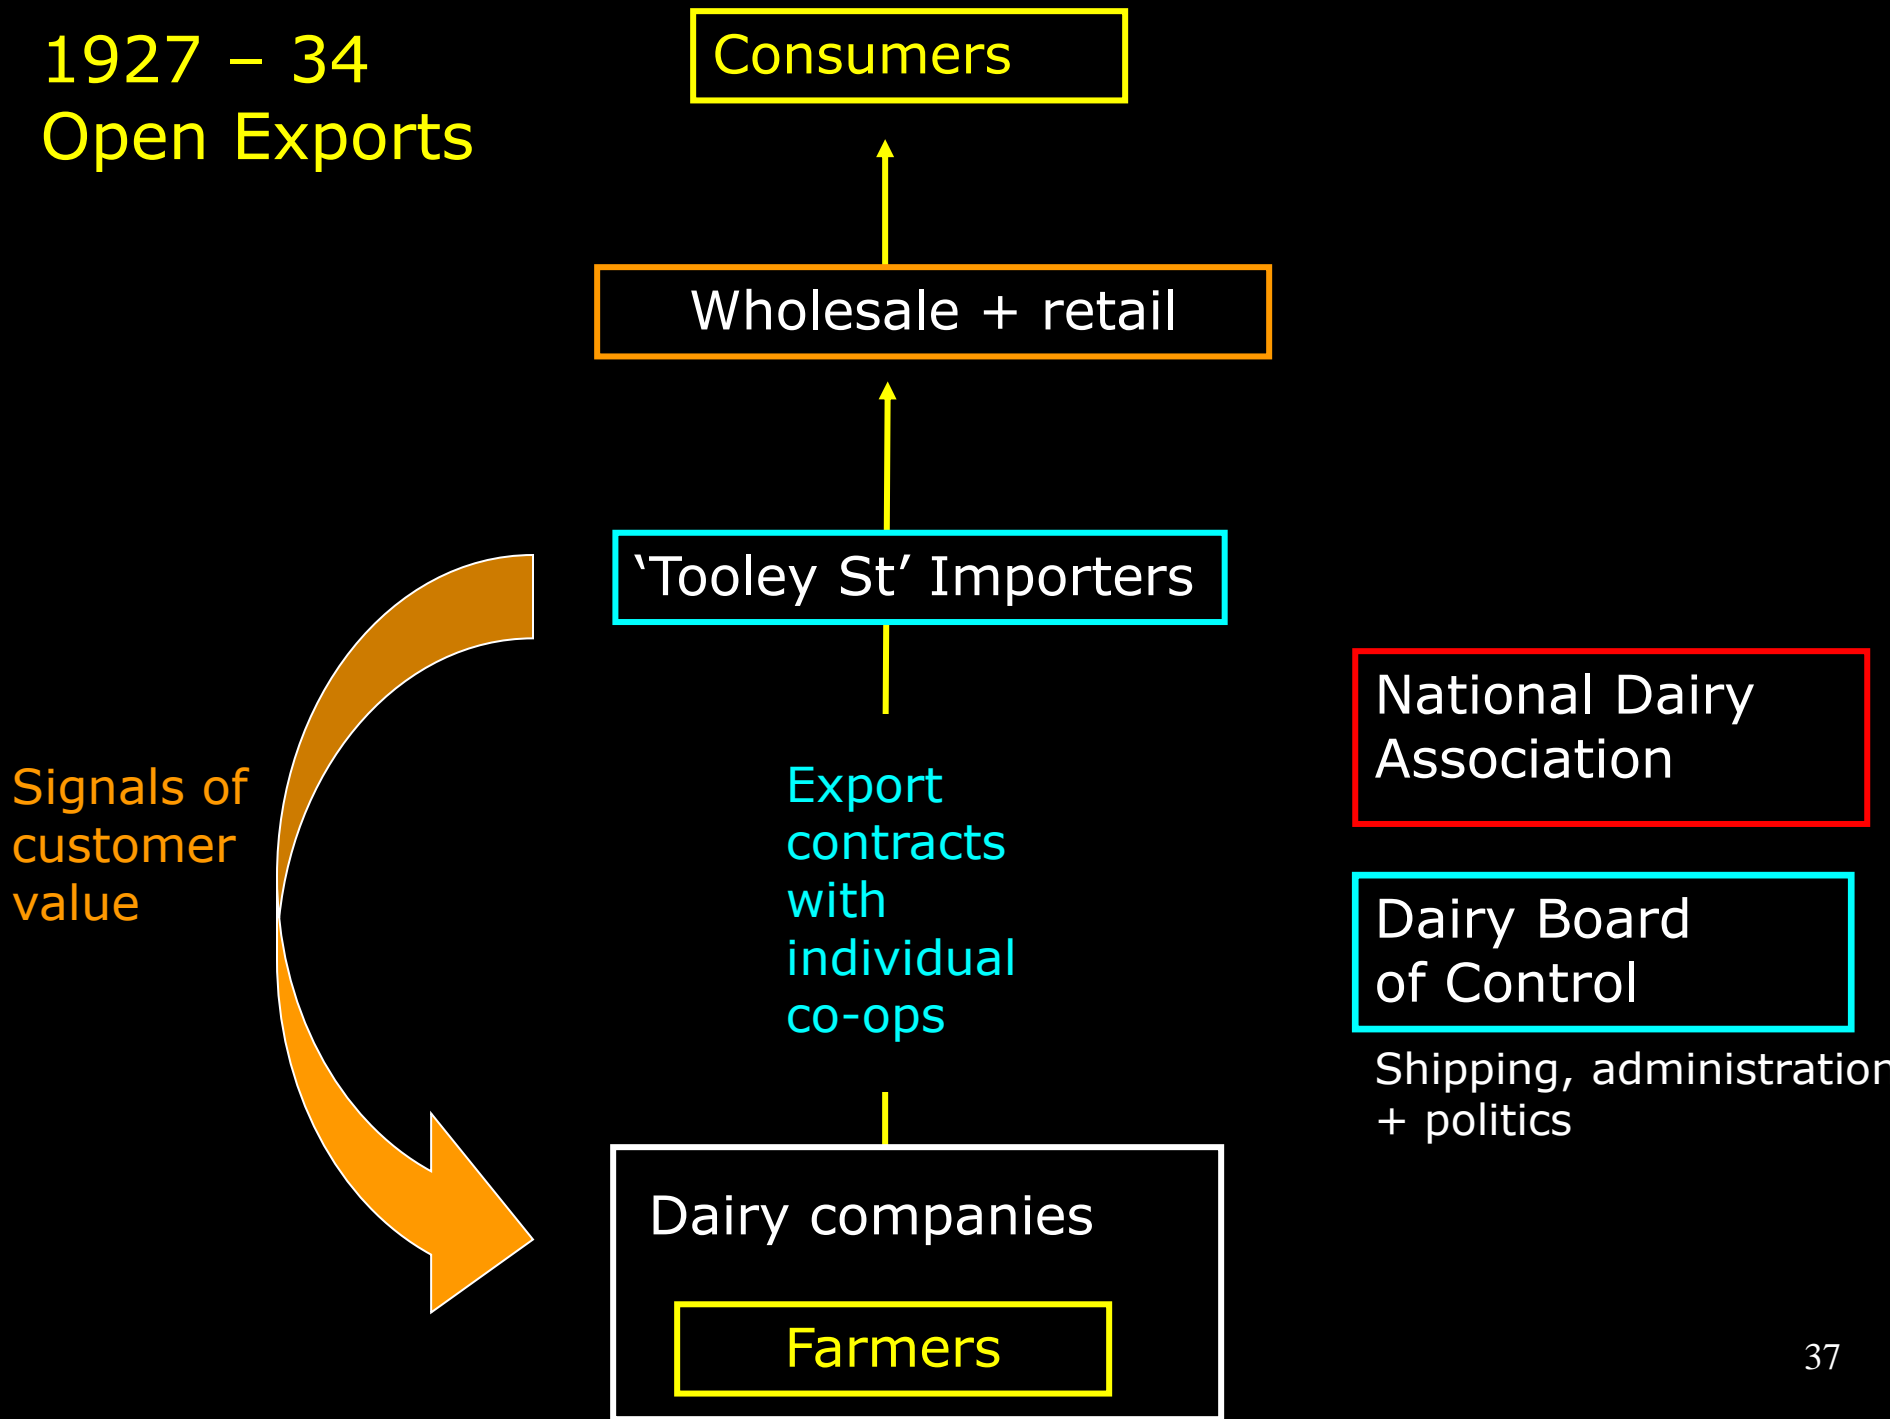 1927 – 34
Open Exports
Consumers
Wholesale + retail
‘Tooley St’ Importers
Signals of
customer
value
Export
contracts
with
individual
co-ops
National Dairy
Association
Dairy Board
of Control
Shipping, administration
+ politics
Dairy companies
Farmers
37